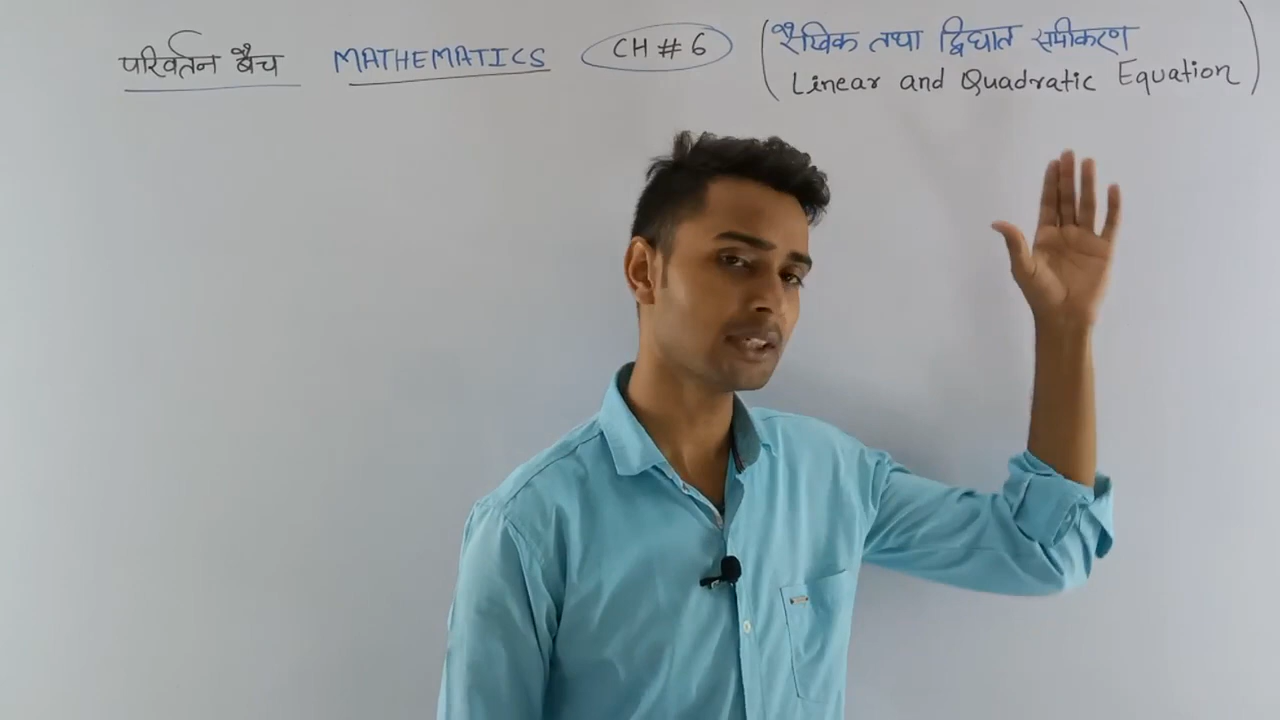 परिवर्तन बैच MATHEMATICS CH # 6 (रैखिक तथा द्विघात समीकरण
Linear and Quadratic Equation)